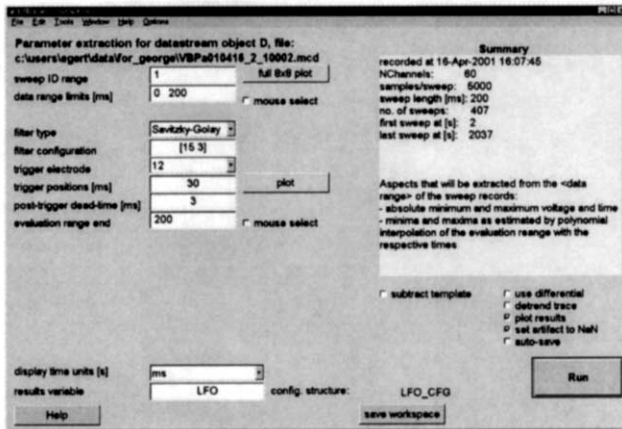 File Edit Tools Window Help Options
Parameter extraction for datastream object D, file:
c:\users\egert\data\for_george\VBPa010416_2_10002.mcd
sweep ID range 1 full 8x8 plot
data range limits [ms] 0 200 mouse select
filter type Savitzky-Golay
filter configuration [15 3]
trigger electrode 12
trigger positions [ms] 30 plot
post-trigger dead-time [ms] 3
evaluation range end 200 mouse select
Summary
recorded at 16-Apr-2001 16:07:45
NChannels: 60
samples/sweep: 5000
sweep length [ms]: 200
no. of sweeps: 407
first sweep at [s]: 2
last sweep at [s]: 2037
Aspects that will be extracted from the <data
range> of the sweep records:
- absolute minimum and maximum voltage and time
- minima and maxima as estimated by polynomial
interpolation of the evaluation reange with the
respective times
subtract template use differential
detrend trace
plot results
set artifact to NaN
auto-save
display time units [s] ms
Run
results variable LFO config. structure: LFO_CFG
Help save workspace